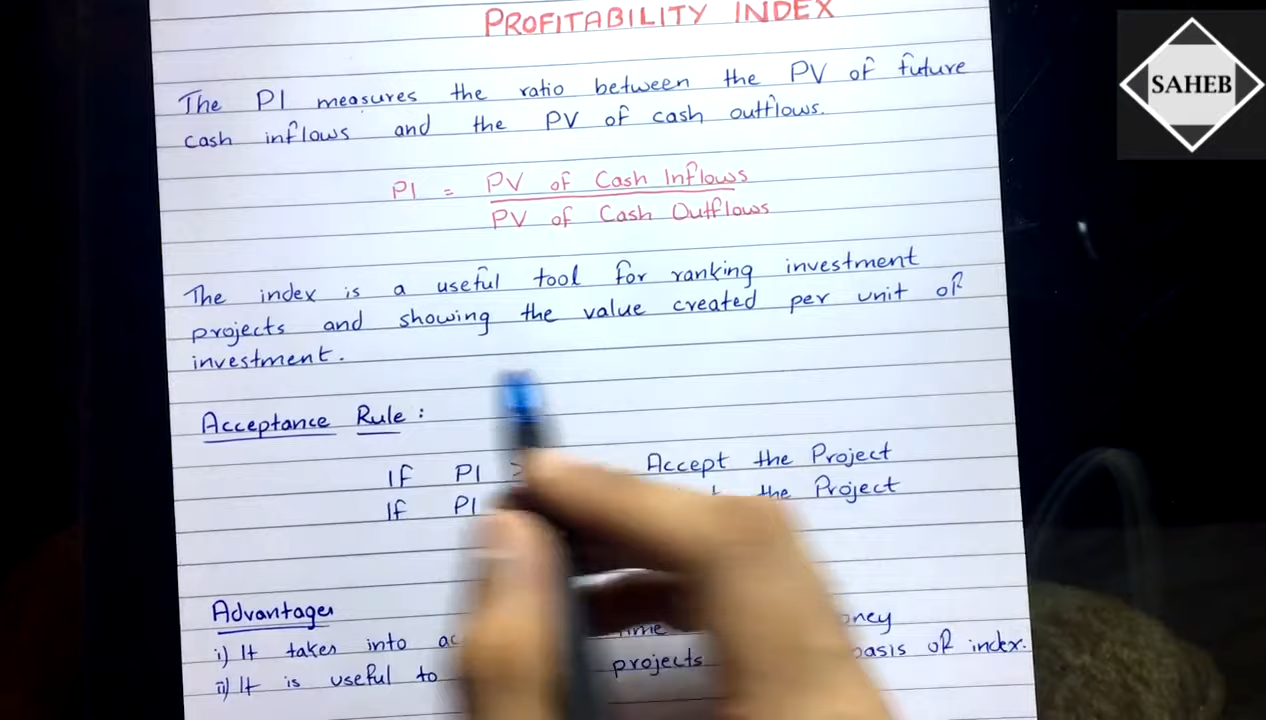 PROFITABILITY INDEX
SAHEB
The PI measures the ratio between the PV of future
cash inflows and the PV of cash outflows.
PI = PV of Cash Inflows
PV of Cash Outflows
The index is a useful tool for ranking investment
projects and showing the value created per unit of
investment.
Acceptance Rule:
If PI > Accept the Project
If PI the Project
Advantages
i) It takes into
ii) It is useful to projects basis of index.